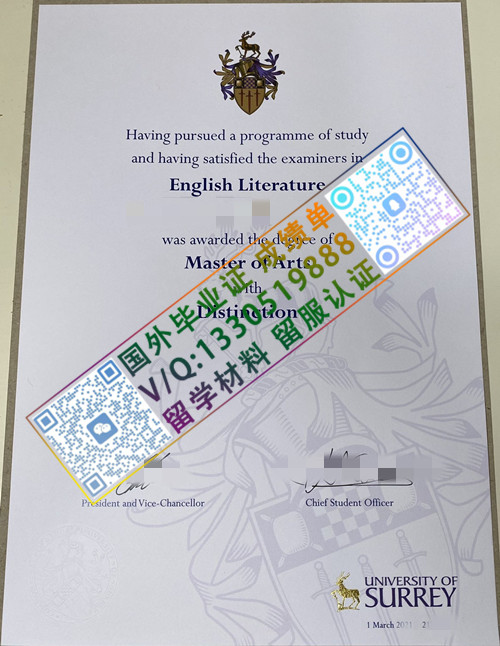 Having pursued a programme of study
and having satisfied the examiners in
English Literature
was awarded the degree of
Master of Arts
with
Distinction
国外毕业证 成绩单
V/Q:1330519888
留学材料 留服认证
President and Vice-Chancellor
Chief Student Officer
UNIVERSITY OF
SURREY
1 March